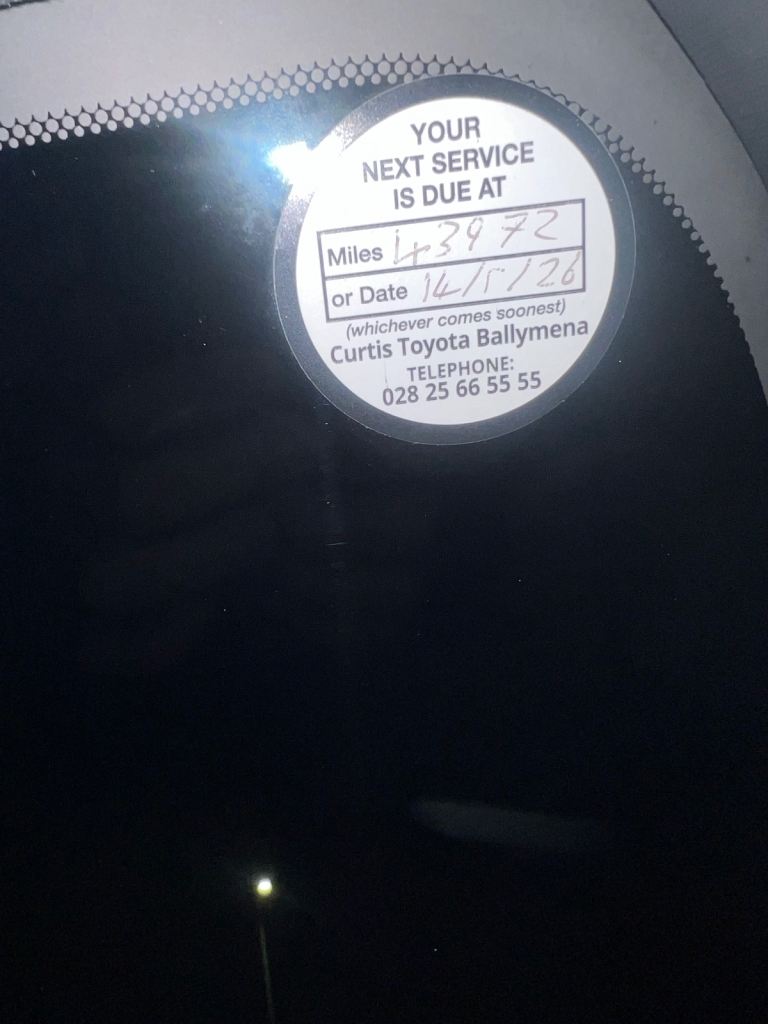 YOUR
NEXT SERVICE
IS DUE AT
Miles 43972
or Date 14/5/26
(whichever comes soonest)
Curtis Toyota Ballymena
TELEPHONE:
028 25 66 55 55